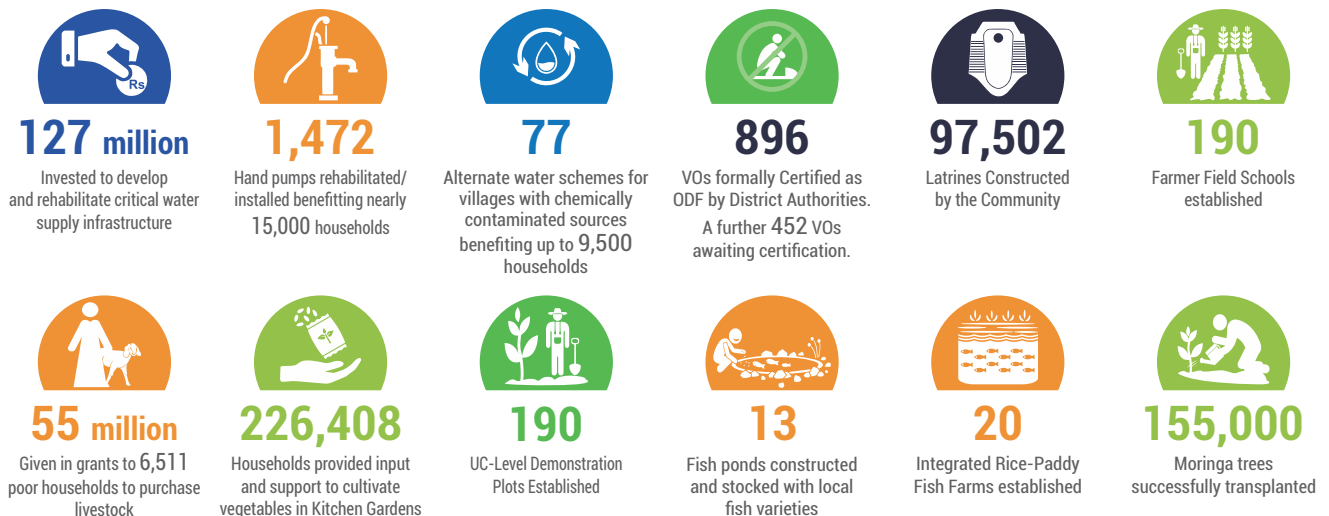 Rs
127 million
Invested to develop
and rehabilitate critical water
supply infrastructure
1,472
Hand pumps rehabilitated/
installed benefitting nearly
15,000 households
77
Alternate water schemes for
villages with chemically
contaminated sources
benefiting up to 9,500
households
896
VOs formally Certified as
ODF by District Authorities.
A further 452 VOs
awaiting certification.
97,502
Latrines Constructed
by the Community
190
Farmer Field Schools
established
55 million
Given in grants to 6,511
poor households to purchase
livestock
226,408
Households provided input
and support to cultivate
vegetables in Kitchen Gardens
190
UC-Level Demonstration
Plots Established
13
Fish ponds constructed
and stocked with local
fish varieties
20
Integrated Rice-Paddy
Fish Farms established
155,000
Moringa trees
successfully transplanted